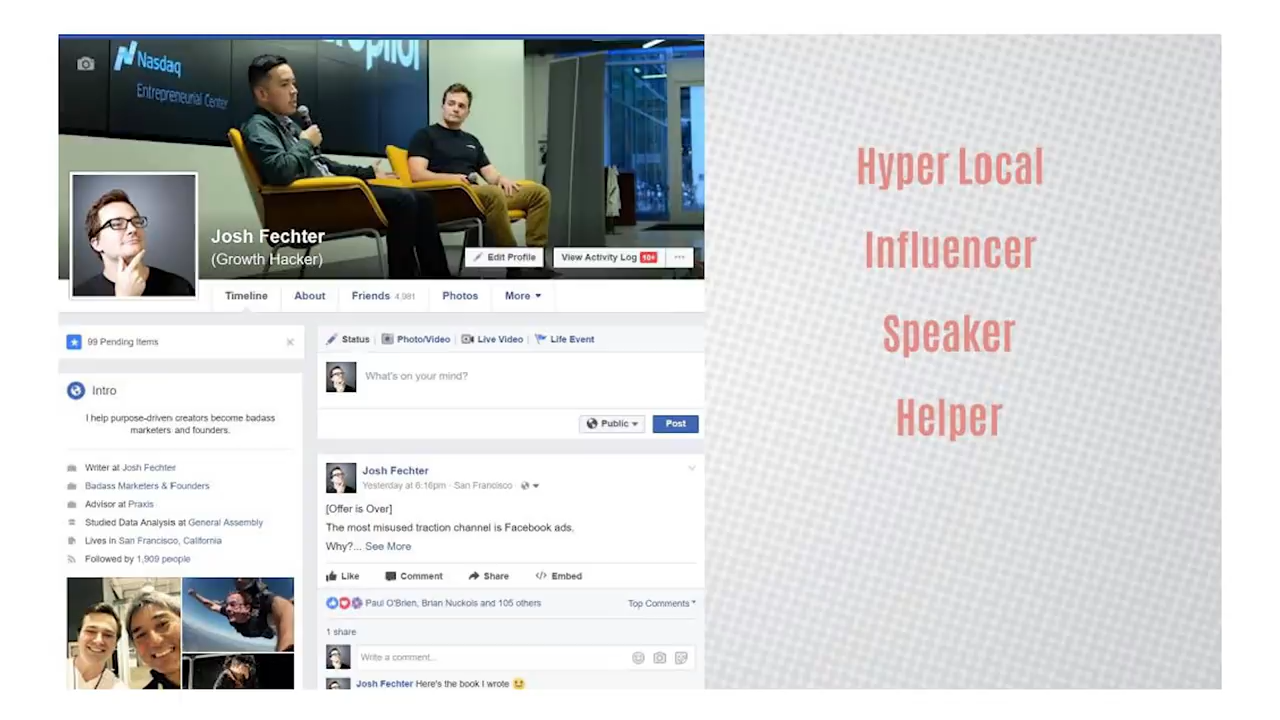 Nasdaq
Entrepreneurial Center
Josh Fechter
(Growth Hacker)
Edit Profile
View Activity Log 10+
Timeline
About
Friends 4,981
Photos
More
99 Pending Items
Intro
I help purpose-driven creators become badass
marketers and founders.
Writer at Josh Fechter
Badass Marketers & Founders
Advisor at Praxis
Studied Data Analysis at General Assembly
Lives in San Francisco, California
Followed by 1,909 people
Status
Photo/Video
Live Video
Life Event
What's on your mind?
Public
Post
Josh Fechter
Yesterday at 6:16pm · San Francisco ·
[Offer is Over]
The most misused traction channel is Facebook ads.
Why?... See More
Like
Comment
Share
Embed
Paul O'Brien, Brian Nuckols and 105 others
Top Comments
1 share
Write a comment...
Josh Fechter Here's the book I wrote
Hyper Local
Influencer
Speaker
Helper